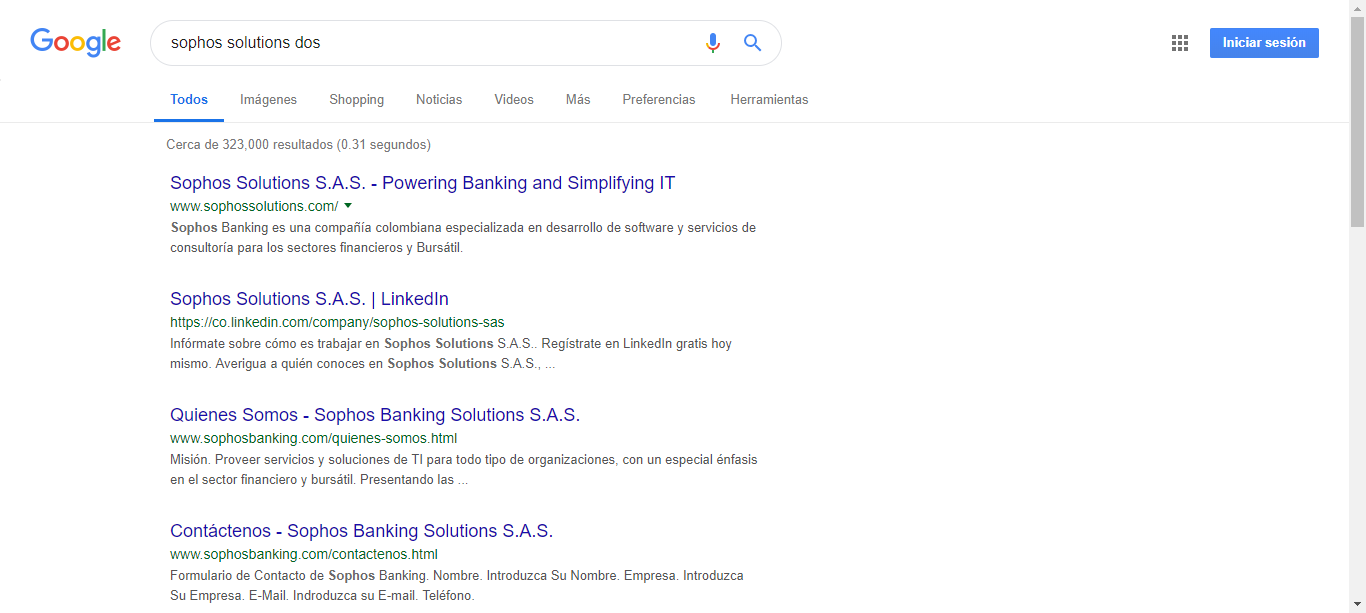 Google
sophos solutions dos
Iniciar sesión
Todos Imágenes Shopping Noticias Videos Más Preferencias Herramientas
Cerca de 323,000 resultados (0.31 segundos)
Sophos Solutions S.A.S. - Powering Banking and Simplifying IT
www.sophossolutions.com/
Sophos Banking es una compañía colombiana especializada en desarrollo de software y servicios de
consultoría para los sectores financieros y Bursátil.
Sophos Solutions S.A.S. | LinkedIn
https://co.linkedin.com/company/sophos-solutions-sas
Infórmate sobre cómo es trabajar en Sophos Solutions S.A.S.. Regístrate en LinkedIn gratis hoy
mismo. Averigua a quién conoces en Sophos Solutions S.A.S., ...
Quienes Somos - Sophos Banking Solutions S.A.S.
www.sophosbanking.com/quienes-somos.html
Misión. Proveer servicios y soluciones de TI para todo tipo de organizaciones, con un especial énfasis
en el sector financiero y bursátil. Presentando las ...
Contáctenos - Sophos Banking Solutions S.A.S.
www.sophosbanking.com/contactenos.html
Formulario de Contacto de Sophos Banking. Nombre. Introduzca Su Nombre. Empresa. Introduzca
Su Empresa. E-Mail. Indroduzca su E-mail. Teléfono.